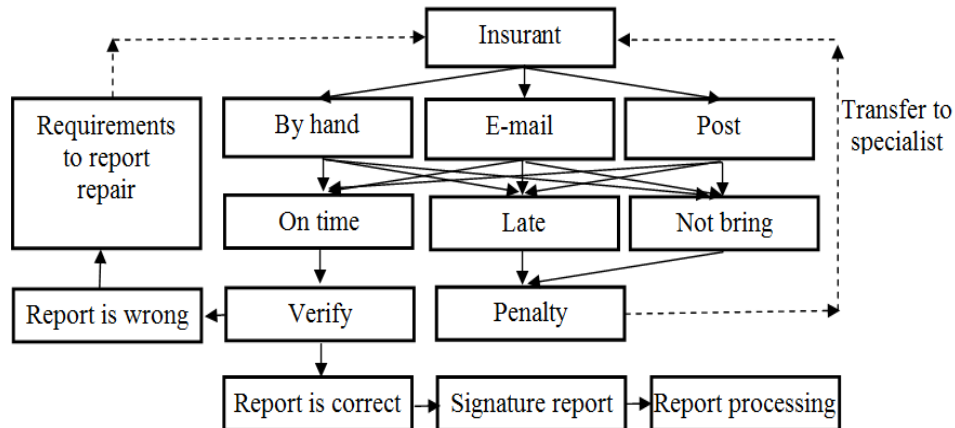 Insurant
By hand
E-mail
Post
Transfer to
specialist
Requirements
to report
repair
On time
Late
Not bring
Report is wrong
Verify
Penalty
Report is correct
Signature report
Report processing